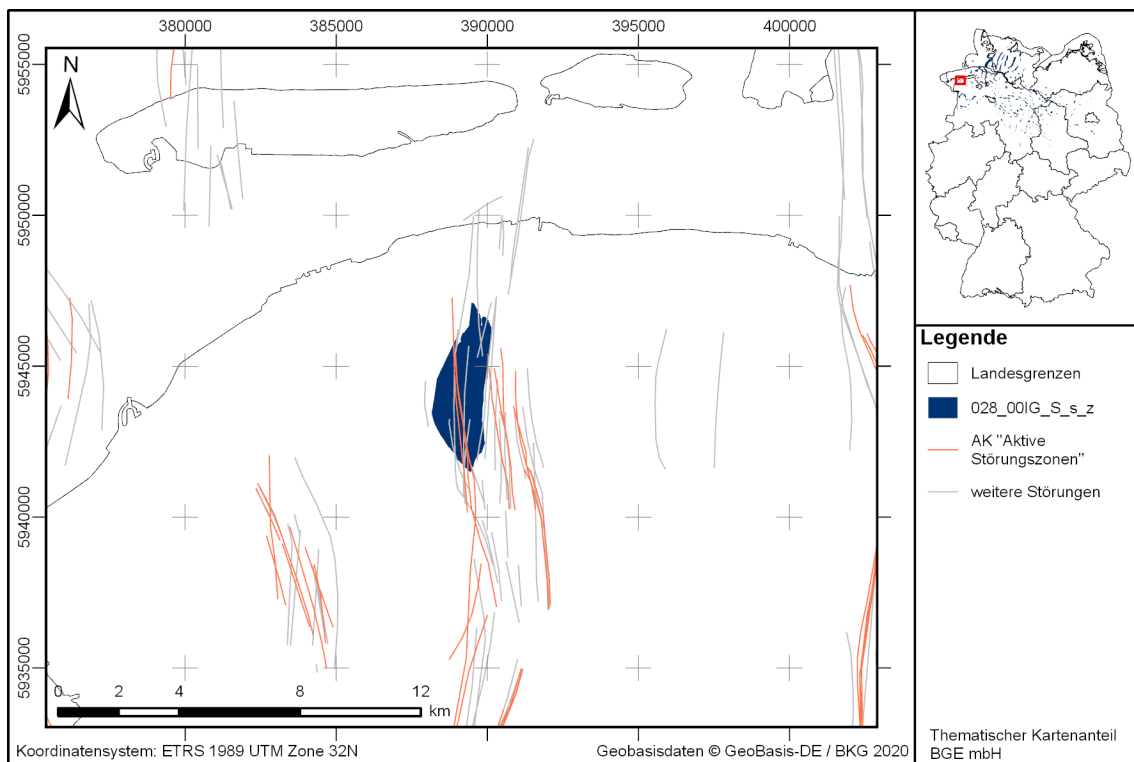 380000 385000 390000 395000 400000
N
5955000
5950000
5945000
5940000
5935000
0 2 4 8 12
km
Koordinatensystem: ETRS 1989 UTM Zone 32N
Geobasisdaten © GeoBasis-DE / BKG 2020
Legende
Landesgrenzen
028_00IG_S_s_z
AK "Aktive
Störungszonen"
weitere Störungen
Thematischer Kartenanteil
BGE mbH